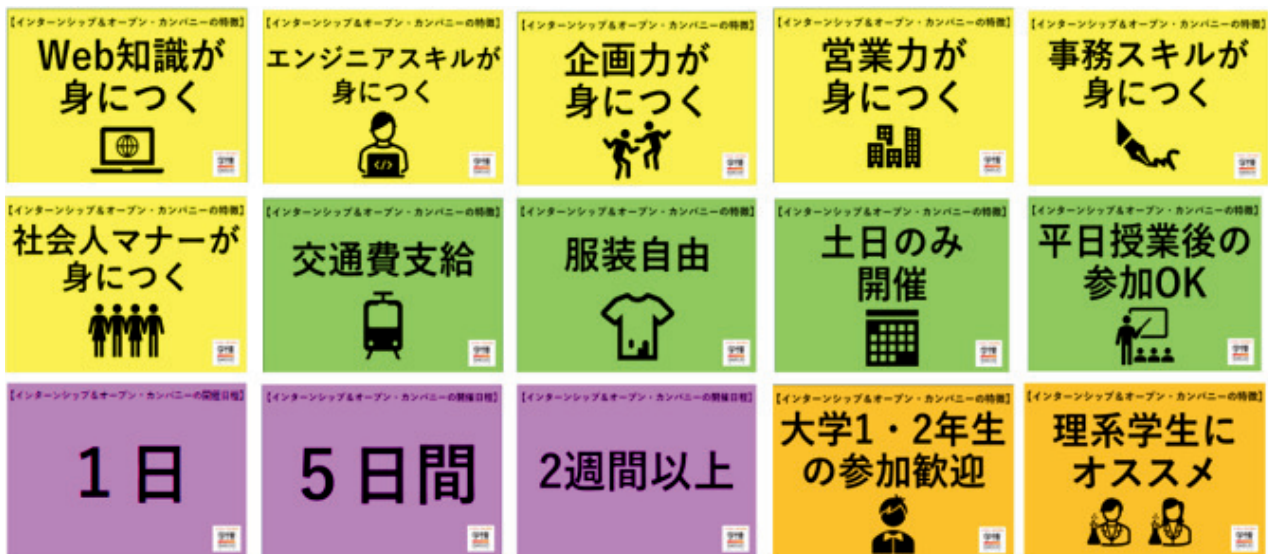 【インターンシップ&オープン・カンパニーの特徴】
Web知識が
身につく
【インターンシップ&オープン・カンパニーの特徴】
エンジニアスキルが
身につく
</>
【インターンシップ&オープン・カンパニーの特徴】
企画力が
身につく
【インターンシップ&オープン・カンパニーの特徴】
営業力が
身につく
【インターンシップ&オープン・カンパニーの特徴】
事務スキルが
身につく
【インターンシップ&オープン・カンパニーの特徴】
社会人マナーが
身につく
【インターンシップ&オープン・カンパニーの特徴】
交通費支給
【インターンシップ&オープン・カンパニーの特徴】
服装自由
【インターンシップ&オープン・カンパニーの特徴】
土日のみ
開催
【インターンシップ&オープン・カンパニーの特徴】
平日授業後の
参加OK
【インターンシップ&オープン・カンパニーの開催日程】
1日
【インターンシップ&オープン・カンパニーの開催日程】
5日間
【インターンシップ&オープン・カンパニーの開催日程】
2週間以上
【インターンシップ&オープン・カンパニーの特徴】
大学1・2年生
の参加歓迎
【インターンシップ&オープン・カンパニーの特徴】
理系学生に
オススメ